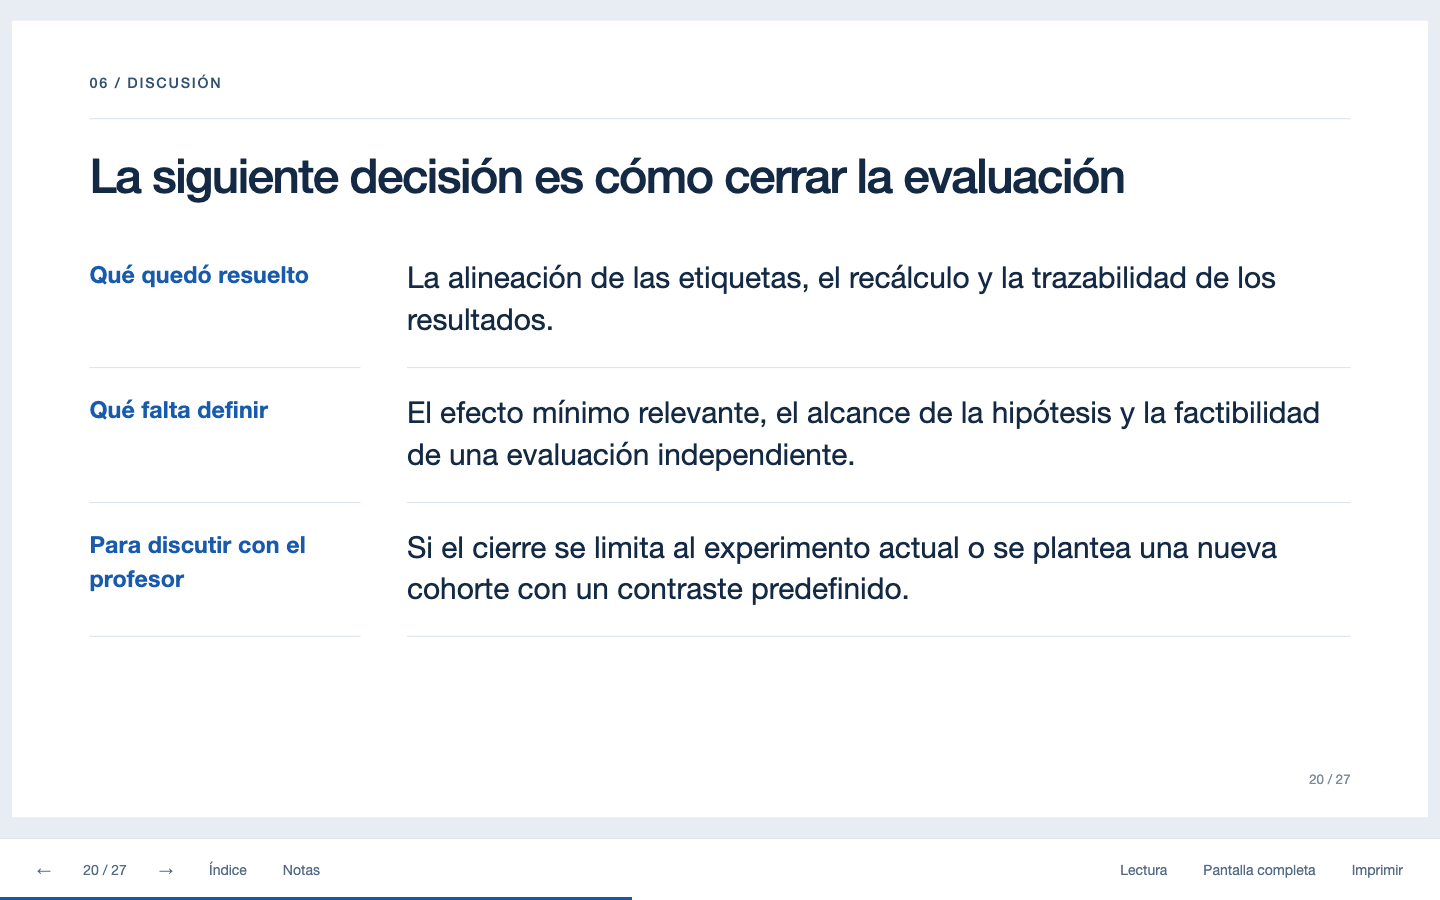 06 / DISCUSIÓN
La siguiente decisión es cómo cerrar la evaluación
Qué quedó resuelto
La alineación de las etiquetas, el recálculo y la trazabilidad de los
resultados.
Qué falta definir
El efecto mínimo relevante, el alcance de la hipótesis y la factibilidad
de una evaluación independiente.
Para discutir con el
profesor
Si el cierre se limita al experimento actual o se plantea una nueva
cohorte con un contraste predefinido.
20 / 27
← 20 / 27 → Índice Notas Lectura Pantalla completa Imprimir